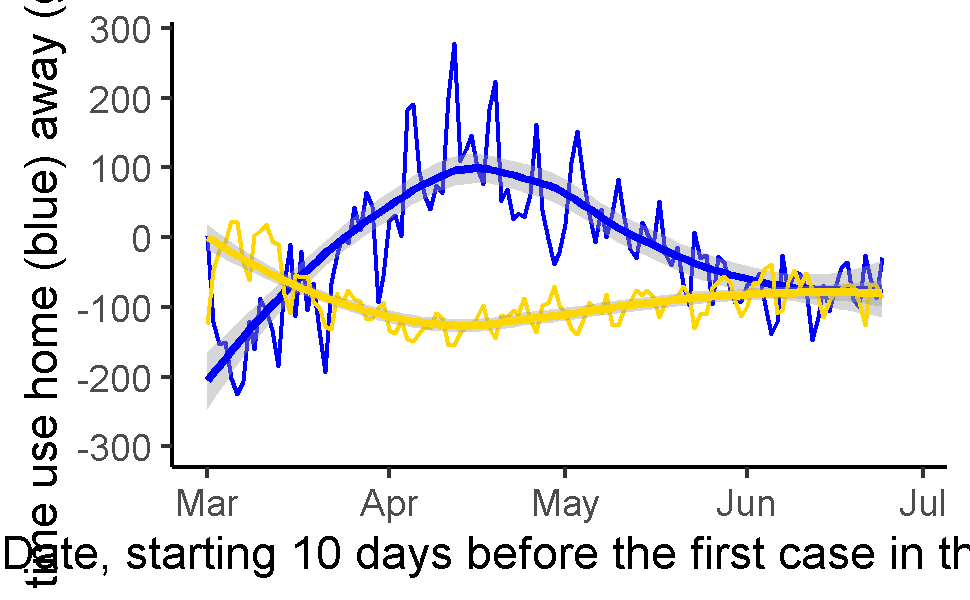 time use home (blue) away (
300
200
100
0
-100
-200
-300
Mar Apr May Jun Jul
Date, starting 10 days before the first case in th